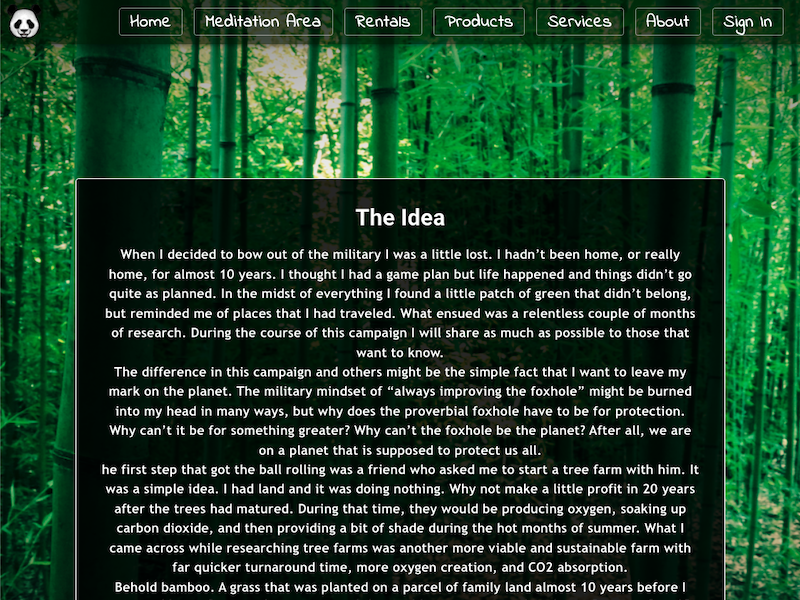 Home
Meditation Area
Rentals
Products
Services
About
Sign In
The Idea
When I decided to bow out of the military I was a little lost. I hadn’t been home, or really
home, for almost 10 years. I thought I had a game plan but life happened and things didn’t go
quite as planned. In the midst of everything I found a little patch of green that didn’t belong,
but reminded me of places that I had traveled. What ensued was a relentless couple of months
of research. During the course of this campaign I will share as much as possible to those that
want to know.
The difference in this campaign and others might be the simple fact that I want to leave my
mark on the planet. The military mindset of “always improving the foxhole” might be burned
into my head in many ways, but why does the proverbial foxhole have to be for protection.
Why can’t it be for something greater? Why can’t the foxhole be the planet? After all, we are
on a planet that is supposed to protect us all.
he first step that got the ball rolling was a friend who asked me to start a tree farm with him. It
was a simple idea. I had land and it was doing nothing. Why not make a little profit in 20 years
after the trees had matured. During that time, they would be producing oxygen, soaking up
carbon dioxide, and then providing a bit of shade during the hot months of summer. What I
came across while researching tree farms was another more viable and sustainable farm with
far quicker turnaround time, more oxygen creation, and CO2 absorption.
Behold bamboo. A grass that was planted on a parcel of family land almost 10 years before I